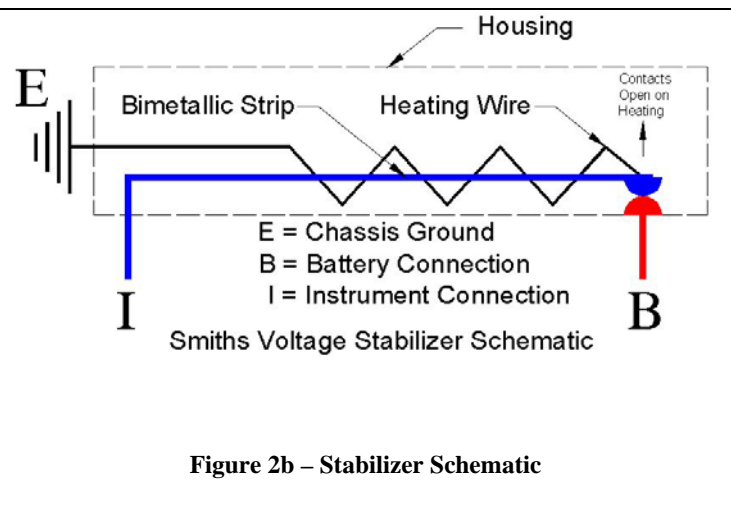 Housing
E
Bimetallic Strip
Heating Wire
Contacts
Open on
Heating
E = Chassis Ground
B = Battery Connection
I = Instrument Connection
I
B
Smiths Voltage Stabilizer Schematic
Figure 2b – Stabilizer Schematic